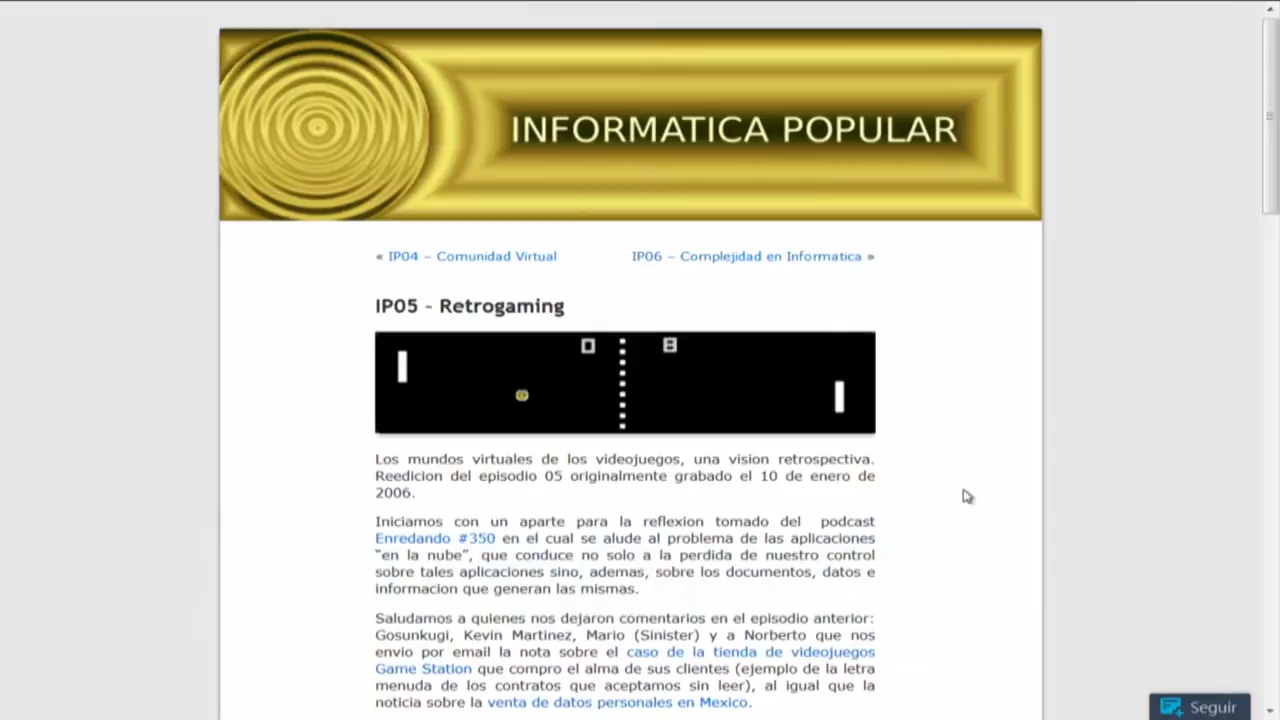 INFORMATICA POPULAR
« IP04 – Comunidad Virtual
IP06 – Complejidad en Informatica »
IP05 - Retrogaming
0 8
Los mundos virtuales de los videojuegos, una vision retrospectiva.
Reedicion del episodio 05 originalmente grabado el 10 de enero de
2006.
Iniciamos con un aparte para la reflexion tomado del podcast
Enredando #350 en el cual se alude al problema de las aplicaciones
“en la nube”, que conduce no solo a la perdida de nuestro control
sobre tales aplicaciones sino, ademas, sobre los documentos, datos e
informacion que generan las mismas.
Saludamos a quienes nos dejaron comentarios en el episodio anterior:
Gosunkugi, Kevin Martinez, Mario (Sinister) y a Norberto que nos
envio por email la nota sobre el caso de la tienda de videojuegos
Game Station que compro el alma de sus clientes (ejemplo de la letra
menuda de los contratos que aceptamos sin leer), al igual que la
noticia sobre la venta de datos personales en Mexico.
Seguir